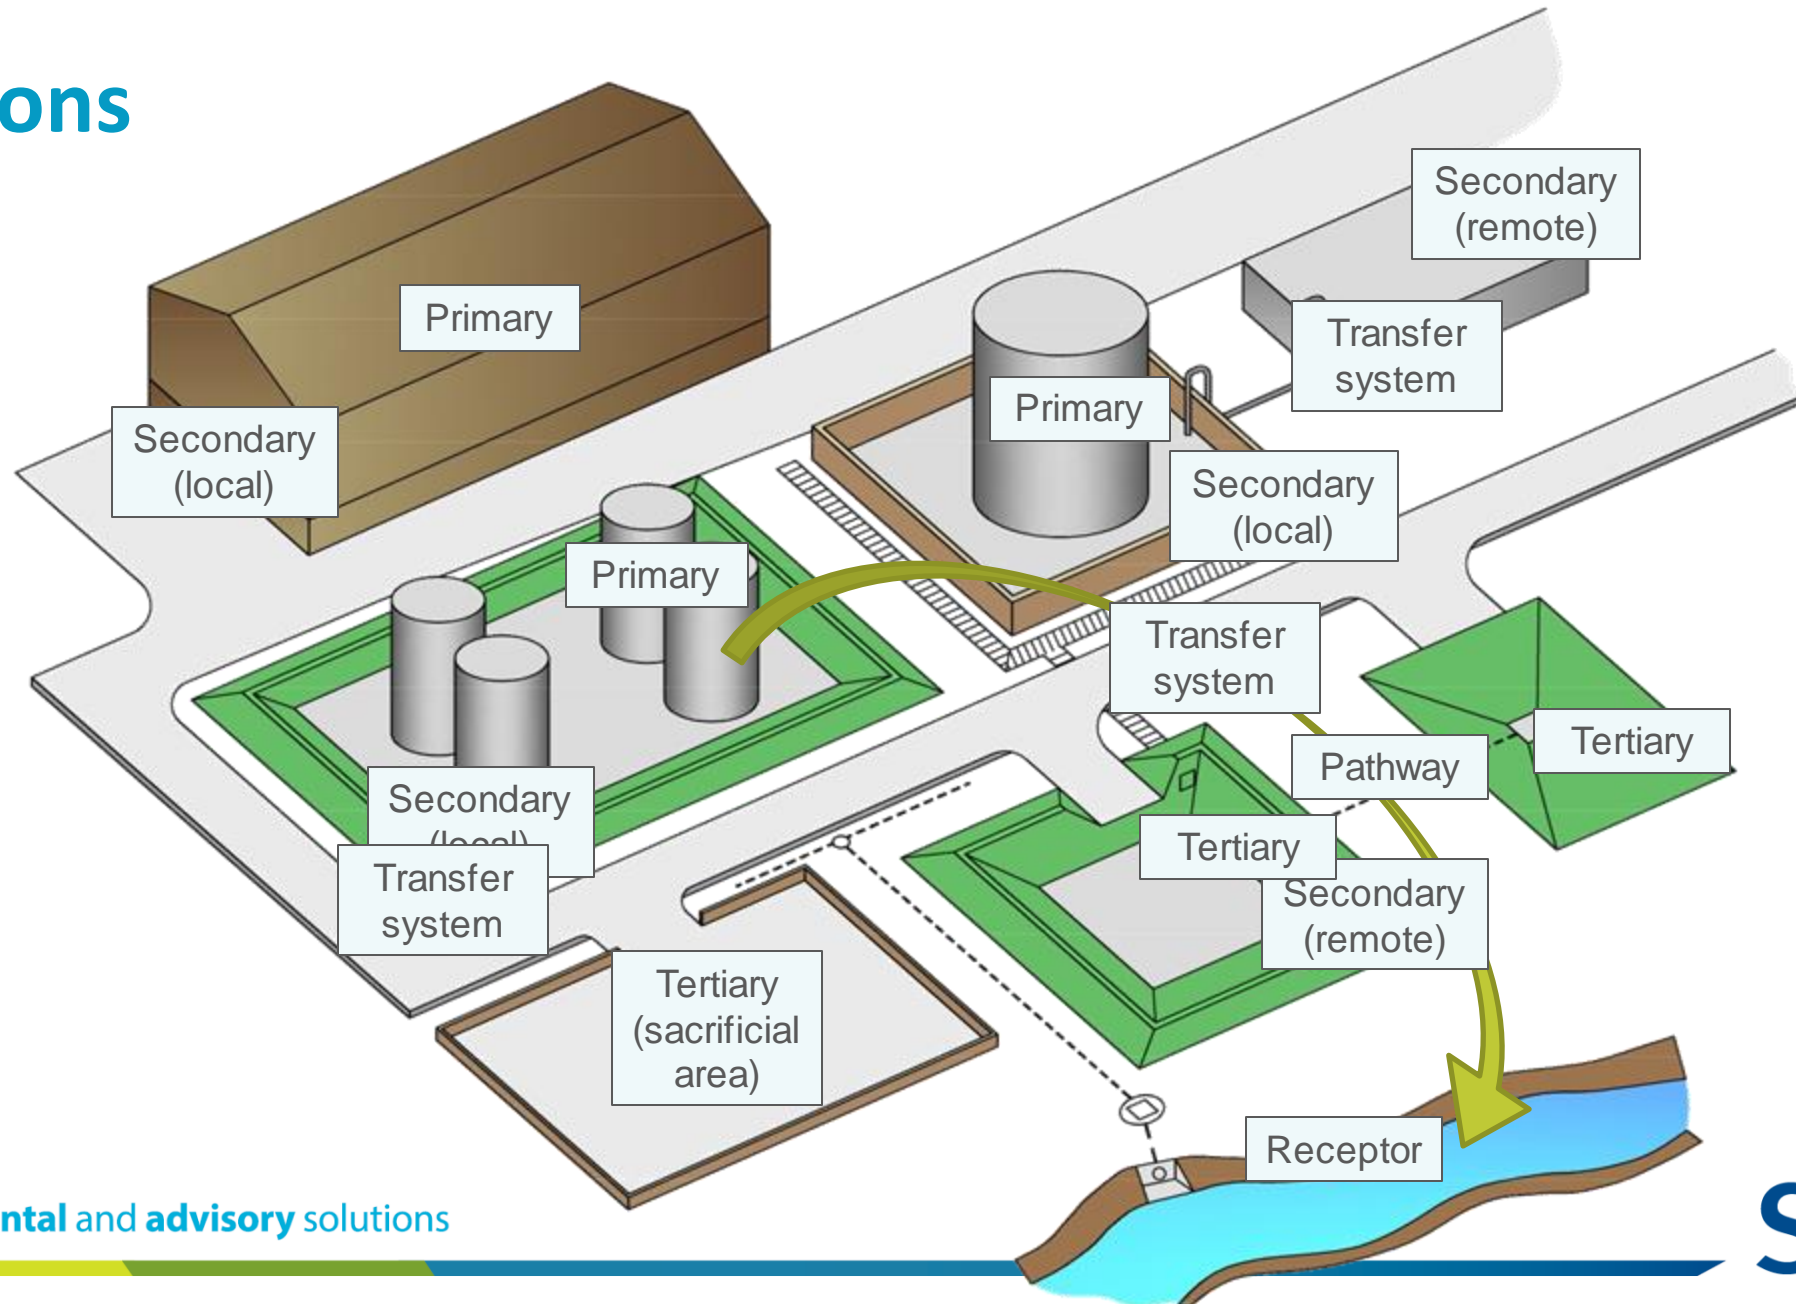 ons
Secondary
(remote)
Primary
Transfer
system
Primary
Secondary
(local)
Secondary
(local)
Primary
Transfer
system
Tertiary
Pathway
Secondary
(local)
Tertiary
Transfer
system
Secondary
(remote)
Tertiary
(sacrificial
area)
Receptor
ntal and advisory solutions
S